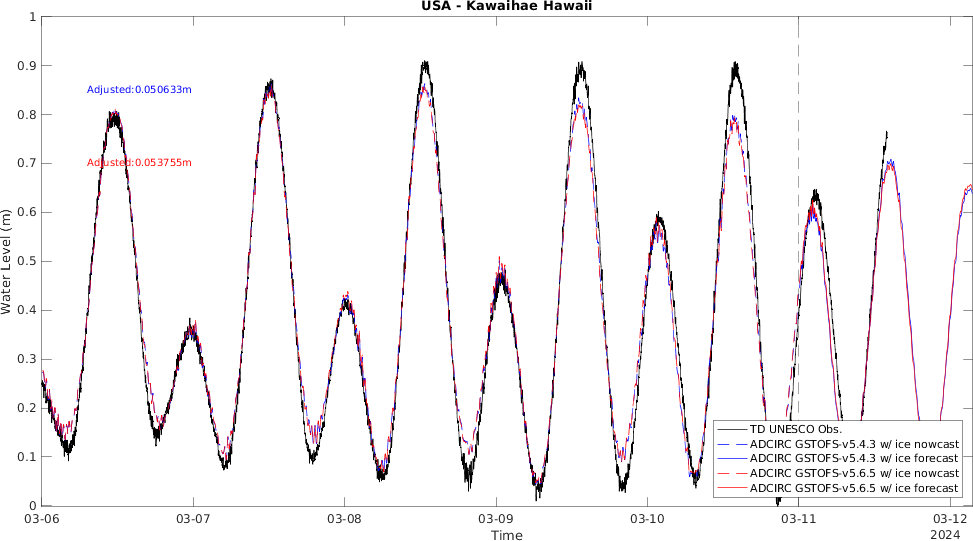 USA - Kawaihae Hawaii
1
0.9
Adjusted:0.050633m
0.8
Adjusted:0.053755m
0.7
0.6
Water Level (m)
0.5
0.4
0.3
0.2
0.1
0
TD UNESCO Obs.
ADCIRC GSTOFS-v5.4.3 w/ ice nowcast
ADCIRC GSTOFS-v5.4.3 w/ ice forecast
ADCIRC GSTOFS-v5.6.5 w/ ice nowcast
ADCIRC GSTOFS-v5.6.5 w/ ice forecast
03-06 03-07 03-08 03-09 03-10 03-11 03-12
Time
2024